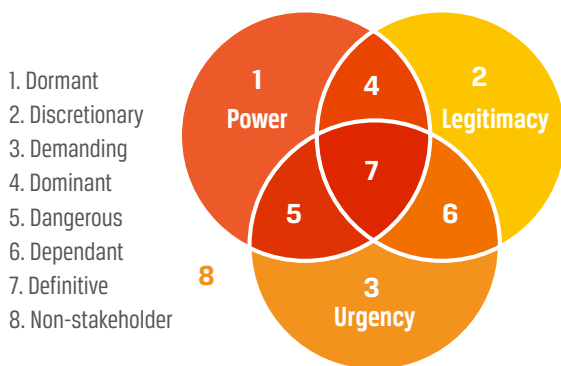 1. Dormant
2. Discretionary
3. Demanding
4. Dominant
5. Dangerous
6. Dependant
7. Definitive
8. Non-stakeholder
1
Power
4
2
Legitimacy
7
5
6
8
3
Urgency